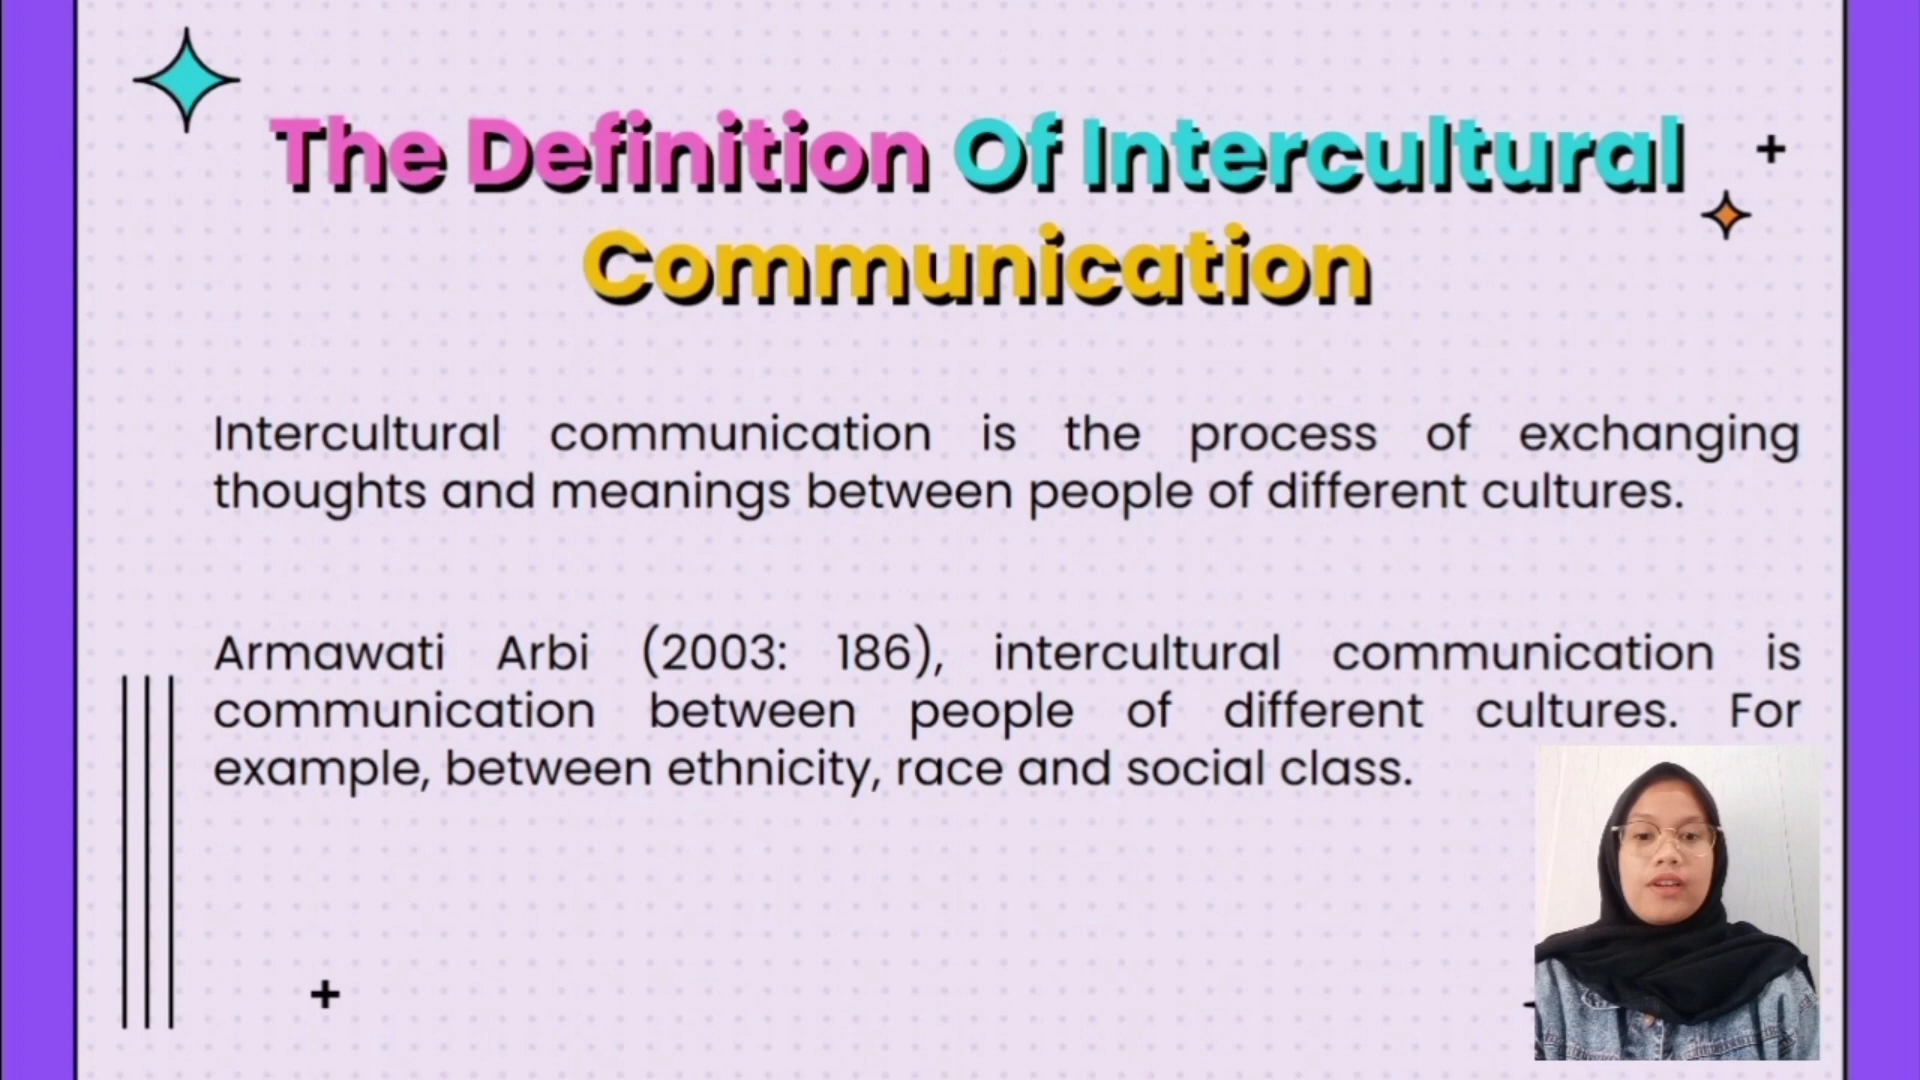 The Definition Of Intercultural
Communication
Intercultural communication is the process of exchanging
thoughts and meanings between people of different cultures.
Armawati Arbi (2003: 186), intercultural communication is
communication between people of different cultures. For
example, between ethnicity, race and social class.